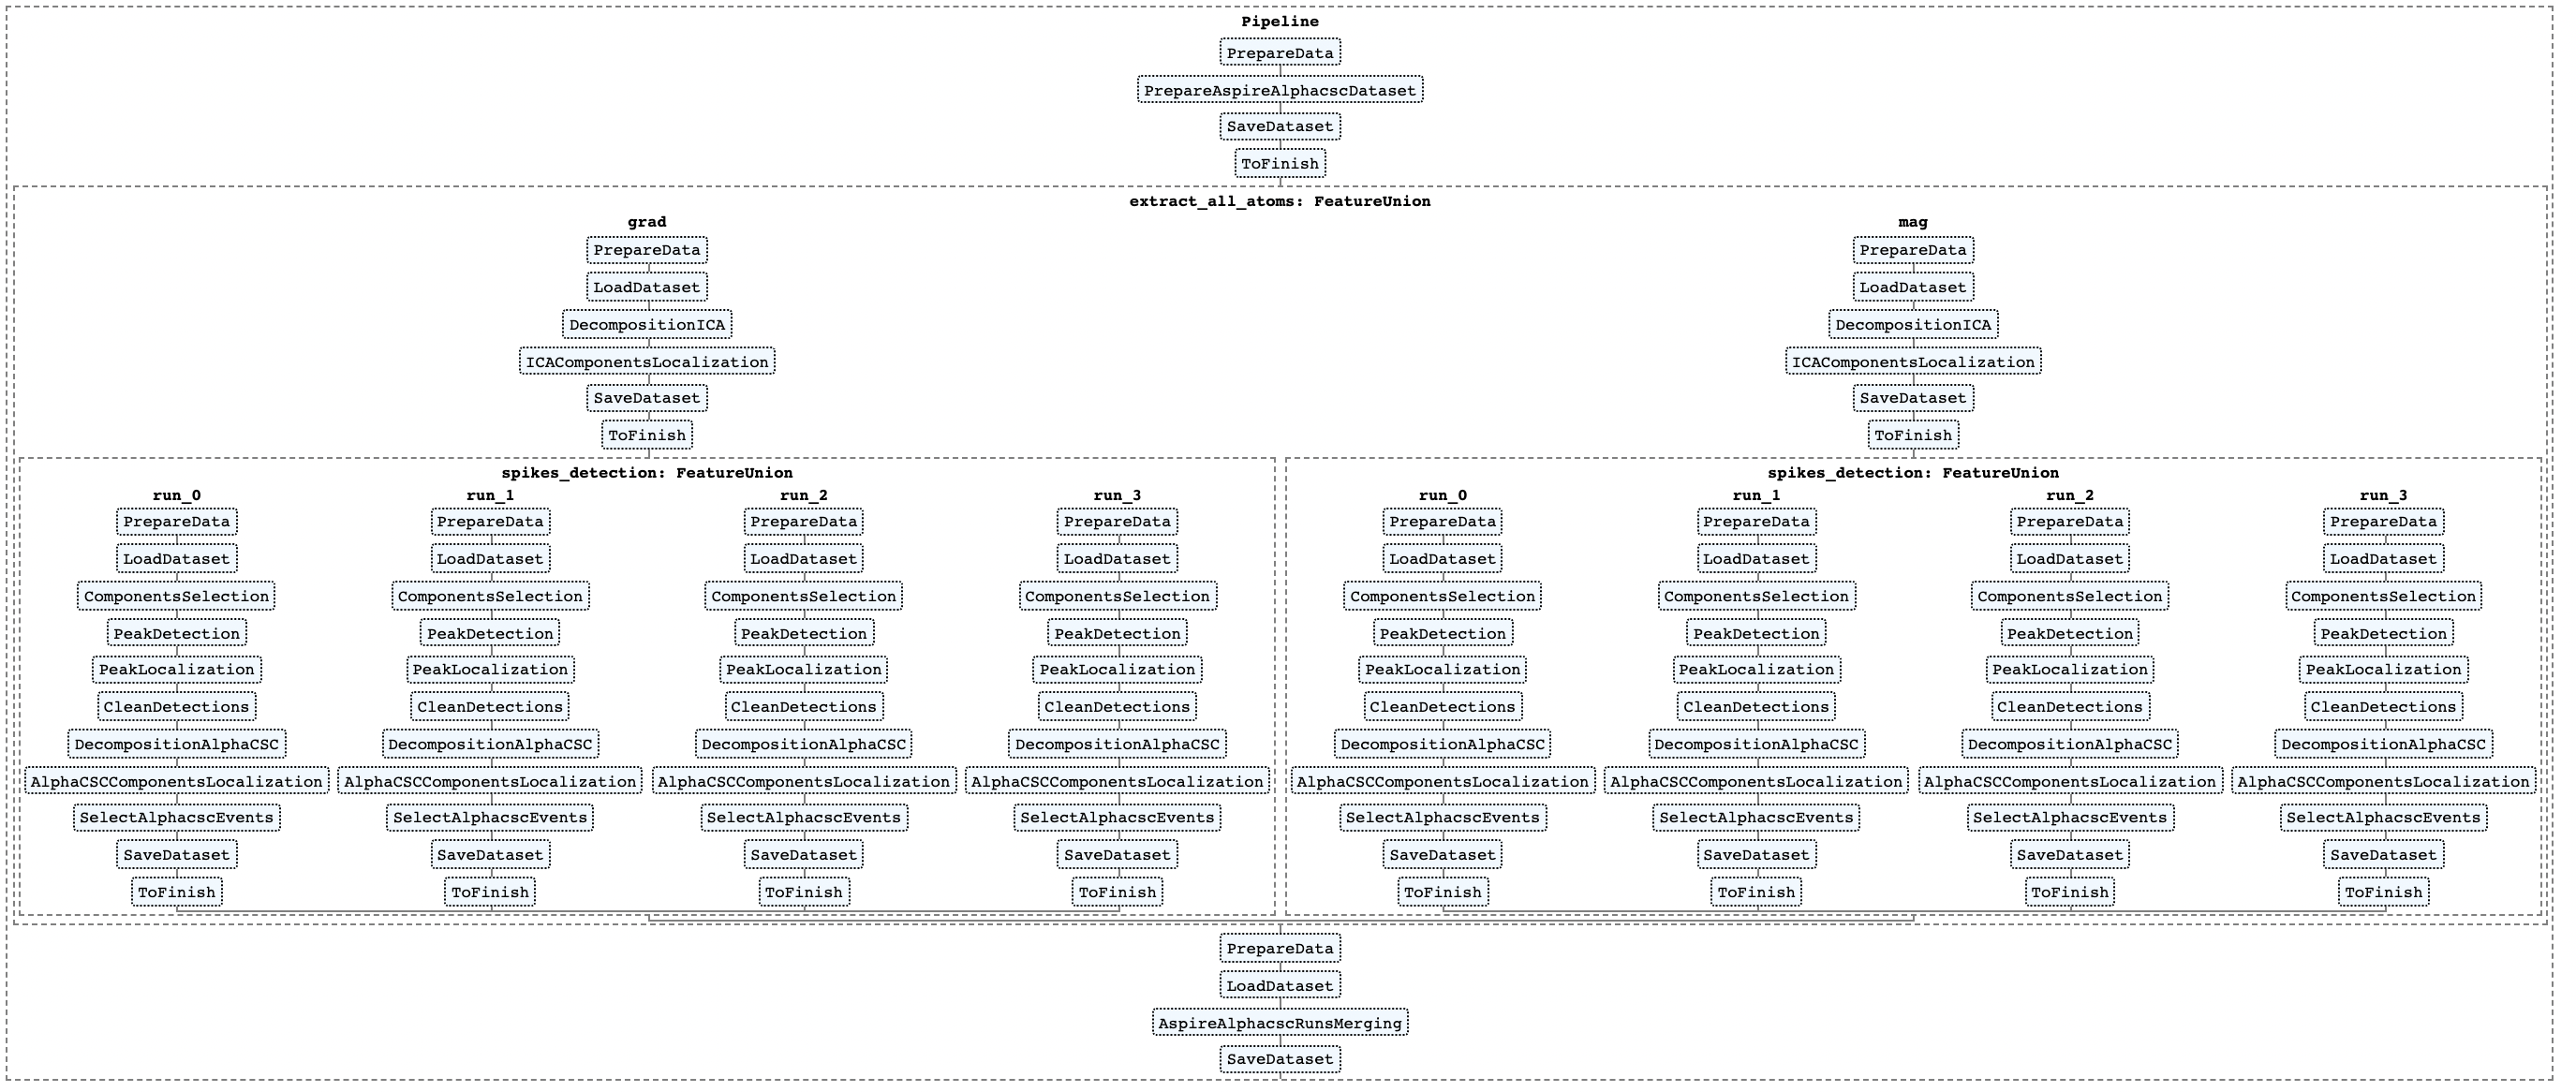 Pipeline
PrepareData
PrepareAspireAlphacscDataset
SaveDataset
ToFinish
extract_all_atoms: FeatureUnion
grad mag
PrepareData PrepareData
LoadDataset LoadDataset
DecompositionICA DecompositionICA
ICAComponentsLocalization ICAComponentsLocalization
SaveDataset SaveDataset
ToFinish ToFinish
spikes_detection: FeatureUnion spikes_detection: FeatureUnion
run_0 run_1 run_2 run_3 run_0 run_1 run_2 run_3
PrepareData PrepareData PrepareData PrepareData PrepareData PrepareData PrepareData PrepareData
LoadDataset LoadDataset LoadDataset LoadDataset LoadDataset LoadDataset LoadDataset LoadDataset
ComponentsSelection ComponentsSelection ComponentsSelection ComponentsSelection ComponentsSelection ComponentsSelection ComponentsSelection ComponentsSelection
PeakDetection PeakDetection PeakDetection PeakDetection PeakDetection PeakDetection PeakDetection PeakDetection
PeakLocalization PeakLocalization PeakLocalization PeakLocalization PeakLocalization PeakLocalization PeakLocalization PeakLocalization
CleanDetections CleanDetections CleanDetections CleanDetections CleanDetections CleanDetections CleanDetections CleanDetections
DecompositionAlphaCSC DecompositionAlphaCSC DecompositionAlphaCSC DecompositionAlphaCSC DecompositionAlphaCSC DecompositionAlphaCSC DecompositionAlphaCSC DecompositionAlphaCSC
AlphaCSCComponentsLocalization AlphaCSCComponentsLocalization AlphaCSCComponentsLocalization AlphaCSCComponentsLocalization AlphaCSCComponentsLocalization AlphaCSCComponentsLocalization AlphaCSCComponentsLocalization AlphaCSCComponentsLocalization
SelectAlphacscEvents SelectAlphacscEvents SelectAlphacscEvents SelectAlphacscEvents SelectAlphacscEvents SelectAlphacscEvents SelectAlphacscEvents SelectAlphacscEvents
SaveDataset SaveDataset SaveDataset SaveDataset SaveDataset SaveDataset SaveDataset SaveDataset
ToFinish ToFinish ToFinish ToFinish ToFinish ToFinish ToFinish ToFinish
PrepareData
LoadDataset
AspireAlphacscRunsMerging
SaveDataset